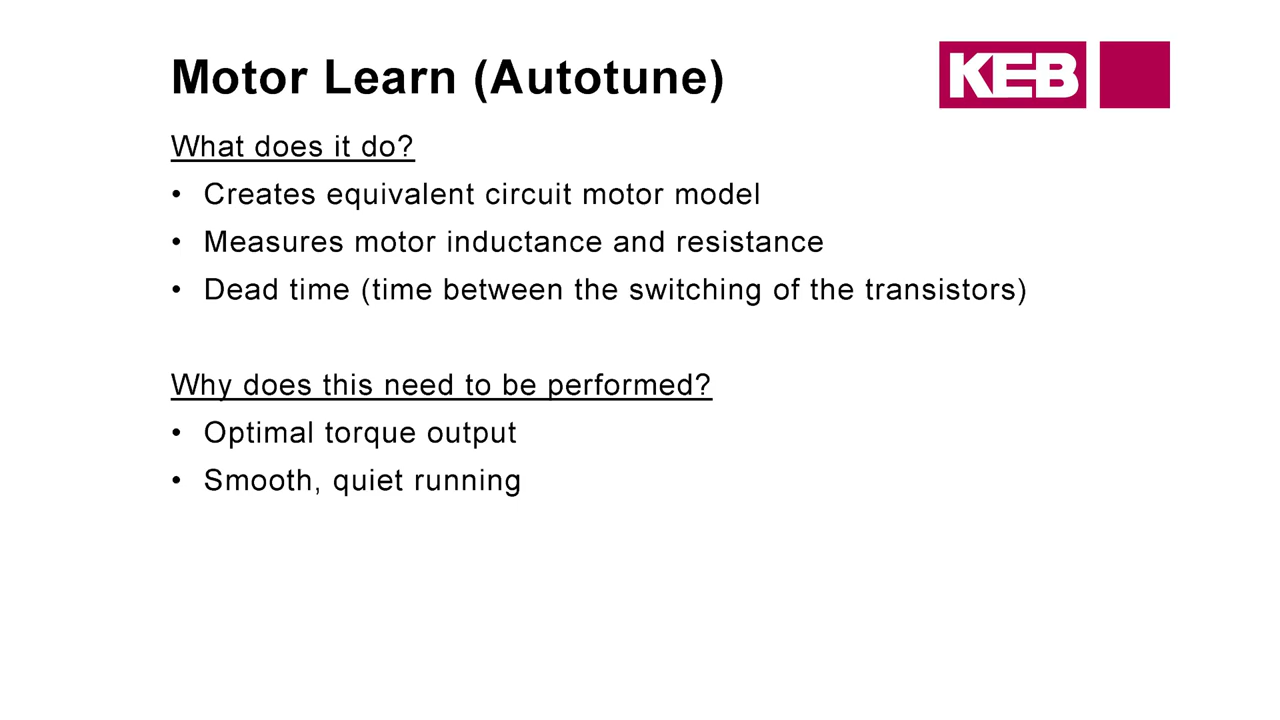 Motor Learn (Autotune)
KEB
What does it do?
• Creates equivalent circuit motor model
• Measures motor inductance and resistance
• Dead time (time between the switching of the transistors)
Why does this need to be performed?
• Optimal torque output
• Smooth, quiet running